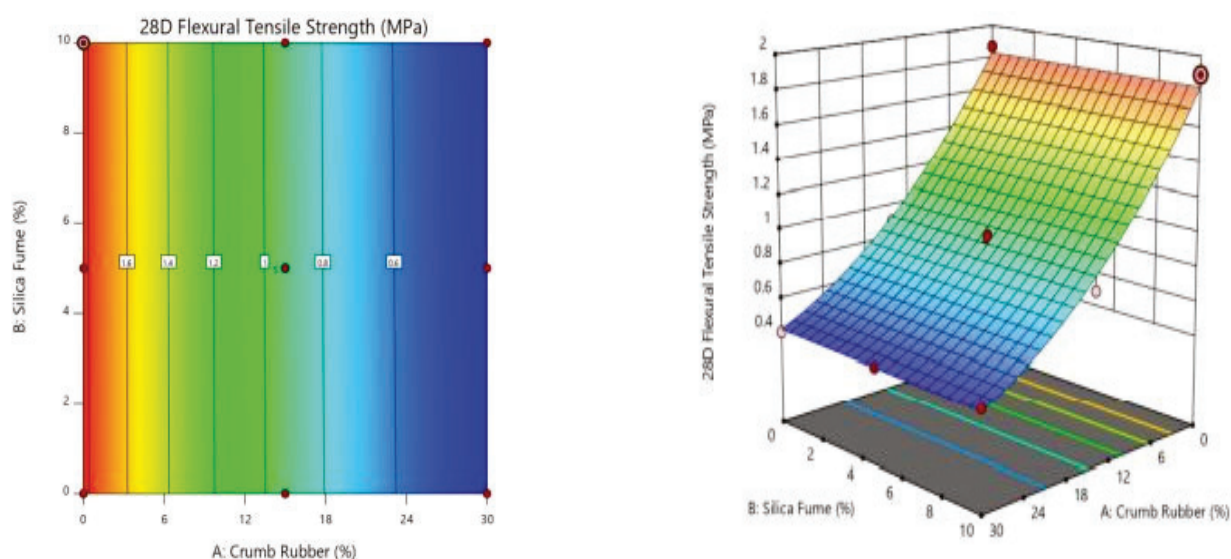 28D Flexural Tensile Strength (MPa)
10
8
6
4
2
0
B: Silica Fume (%)
1.6 1.4 1.2 1 5 0.8 0.6
0 6 12 18 24 30
A: Crumb Rubber (%)
28D Flexural Tensile Strength (MPa)
2
1.8
1.6
1.4
1.2
1
0.8
0.6
0.4
0 2 4 6 8 10
B: Silica Fume (%)
30 24 18 12 6 0
A: Crumb Rubber (%)